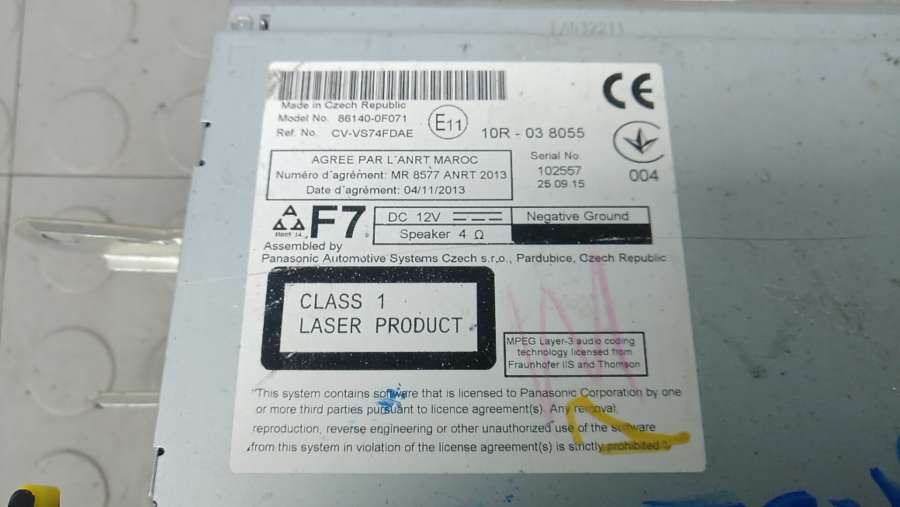 LA632211
Made in Czech Republic
Model No. 86140-0F071
Ref. No. CV-VS74FDAE
E11
10R - 03 8055
CE
AGREE PAR L'ANRT MAROC
Numéro d'agrément: MR 8577 ANRT 2013
Date d'agrément: 04/11/2013
Serial No.
102557
25.09.15
004
F7
DC 12V
Negative Ground
Speaker 4 Ω
Assembled by
Panasonic Automotive Systems Czech s.r.o., Pardubice, Czech Republic
CLASS 1
LASER PRODUCT
MPEG Layer-3 audio coding
technology licensed from
Fraunhofer IIS and Thomson
"This system contains software that is licensed to Panasonic Corporation by one
or more third parties pursuant to licence agreement(s). Any removal,
reproduction, reverse engineering or other unauthorized use of the software
from this system in violation of the license agreement(s) is strictly prohibited."